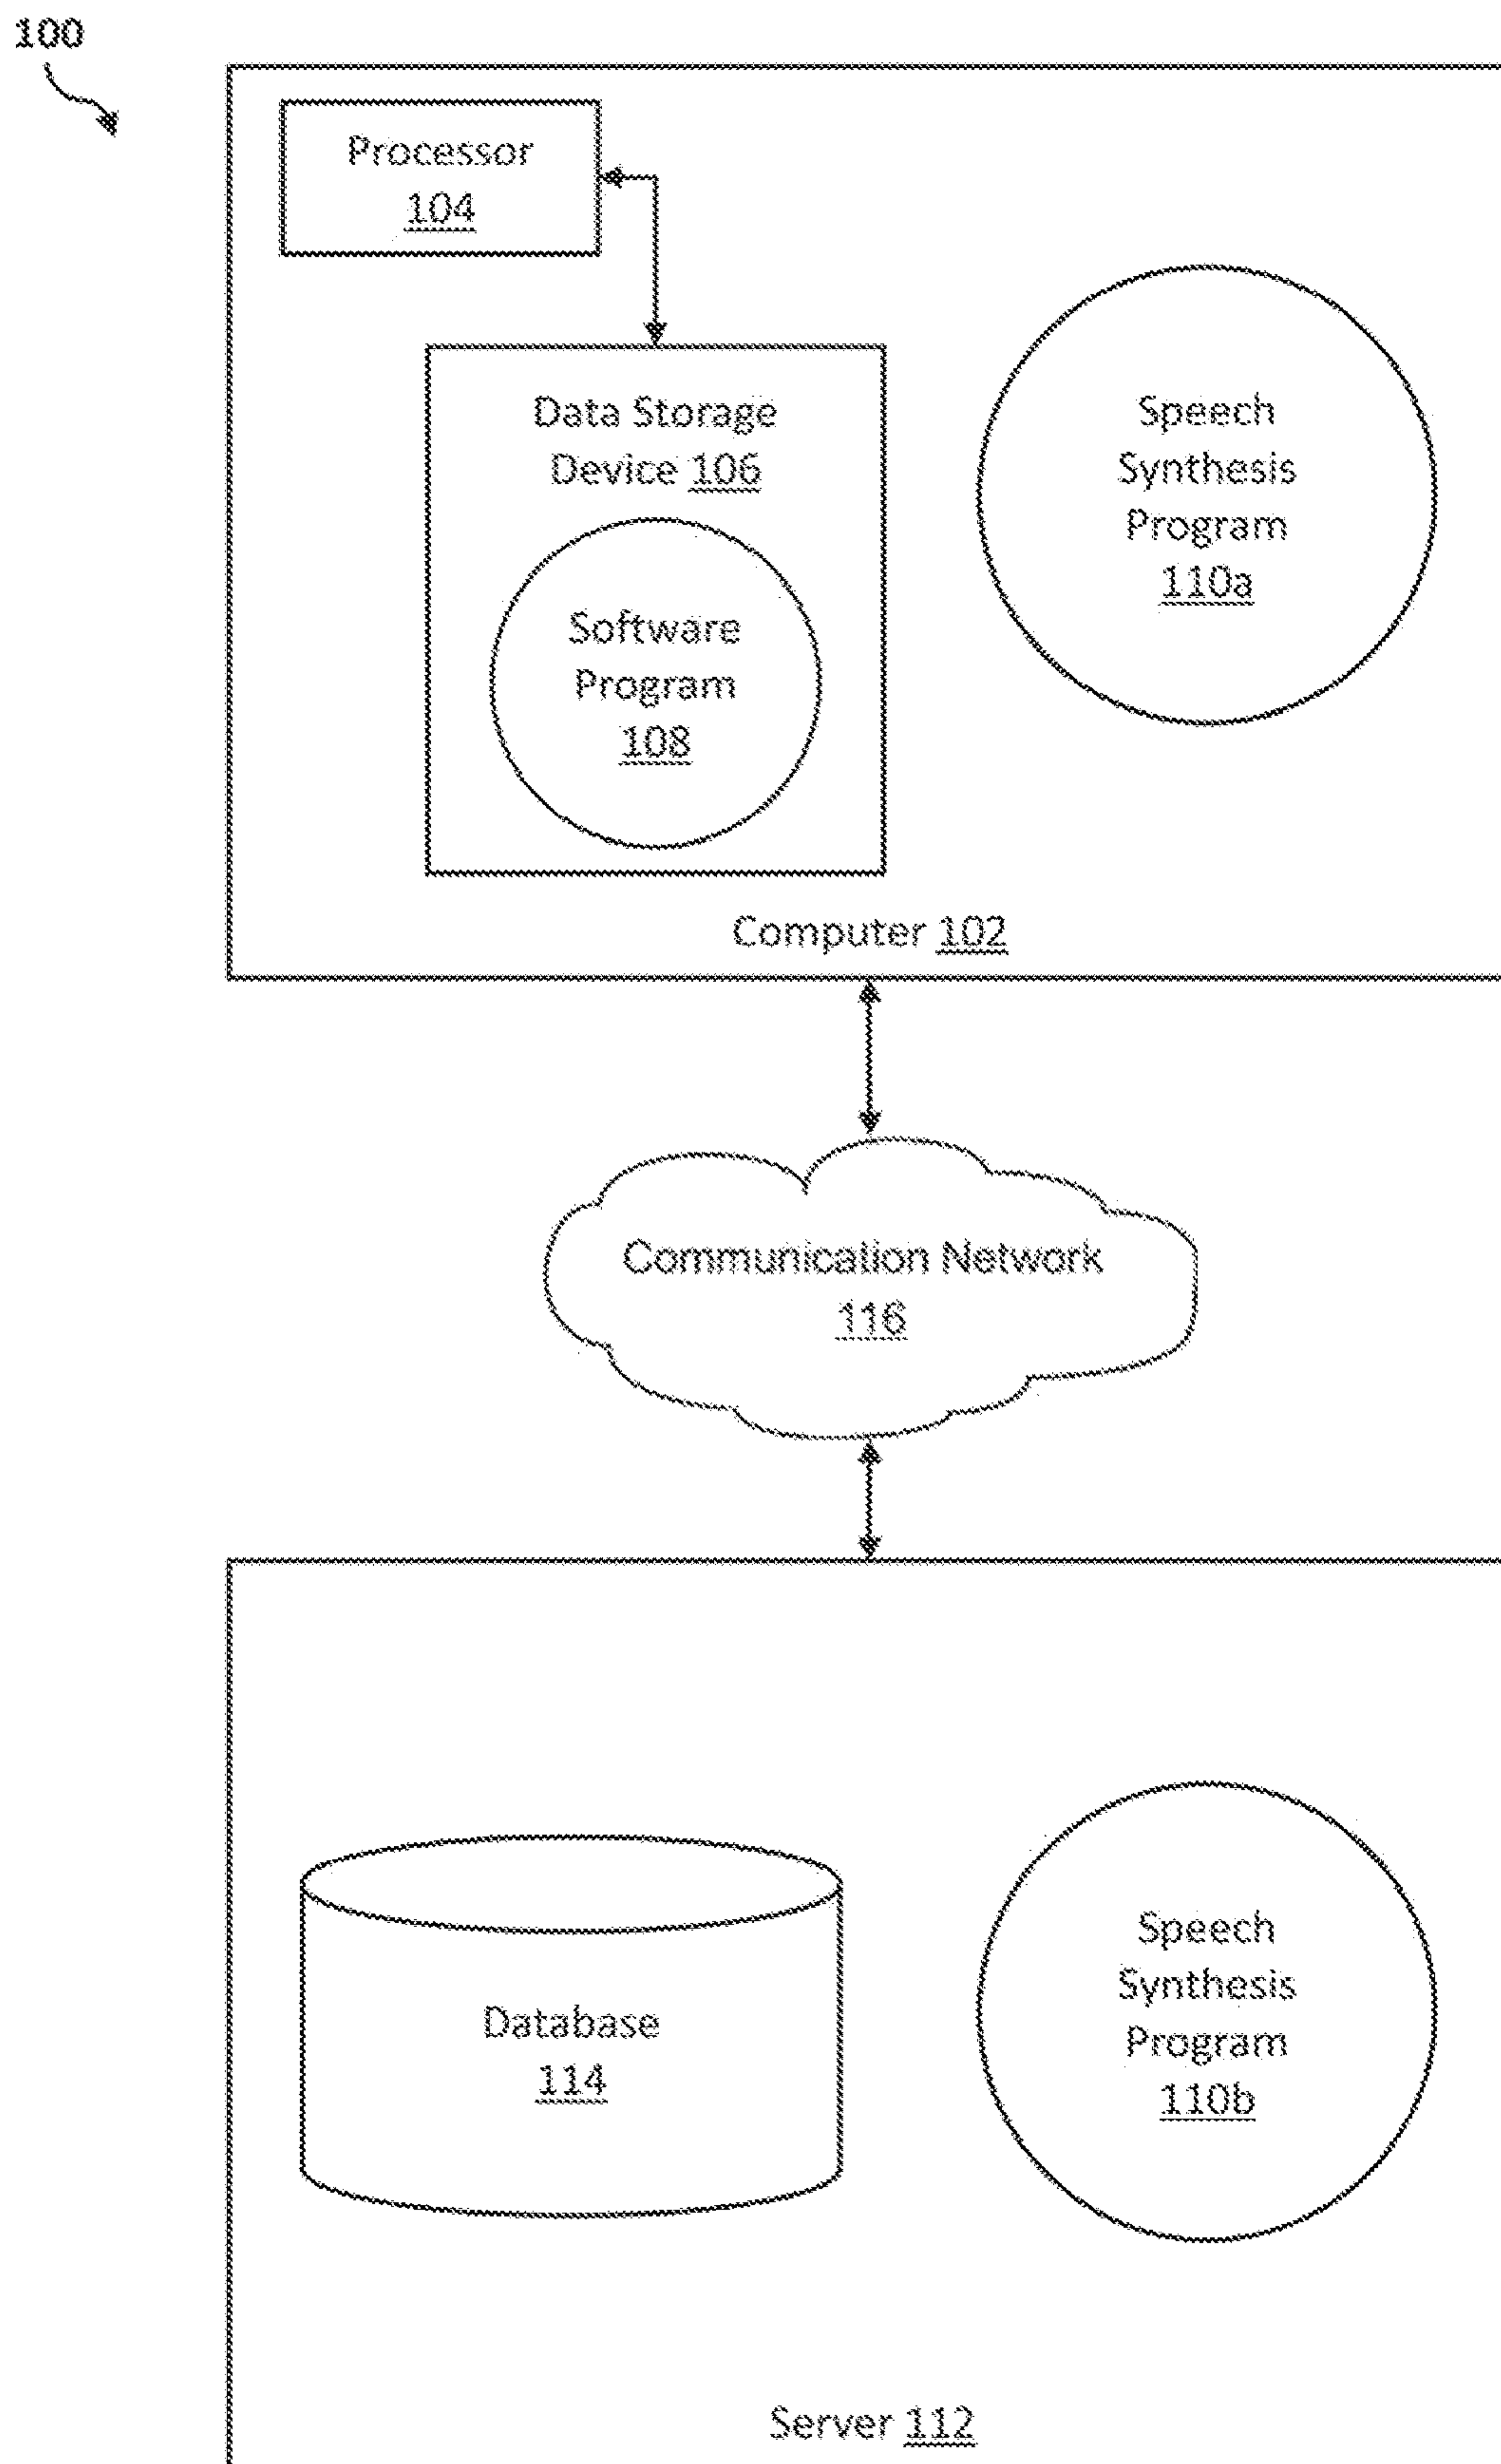 100
Processor
104
Data Storage
Device 106
Software
Program
108
Speech
Synthesis
Program
110a
Computer 102
Communication Network
116
Database
114
Speech
Synthesis
Program
110b
Server 112